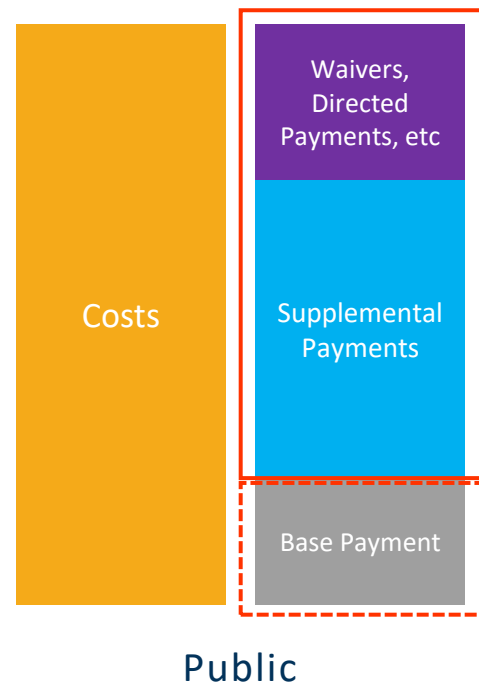 Costs
Waivers,
Directed
Payments, etc
Supplemental
Payments
Base Payment
Public